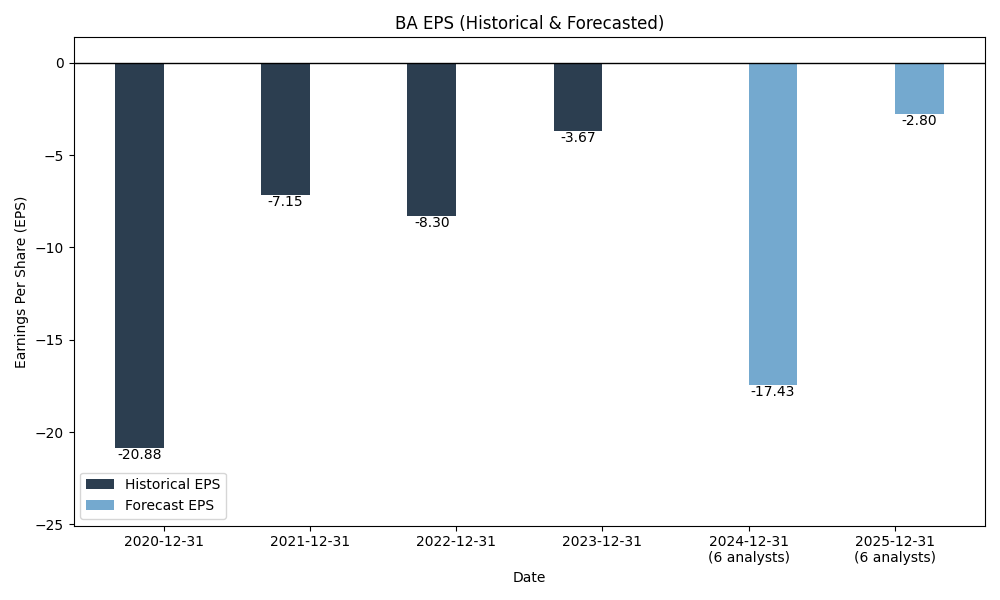 BA EPS (Historical & Forecasted)
Earnings Per Share (EPS)
0
−5
−10
−15
−20
−25
-20.88
-7.15
-8.30
-3.67
-17.43
-2.80
Historical EPS
Forecast EPS
2020-12-31
2021-12-31
2022-12-31
2023-12-31
2024-12-31
(6 analysts)
2025-12-31
(6 analysts)
Date